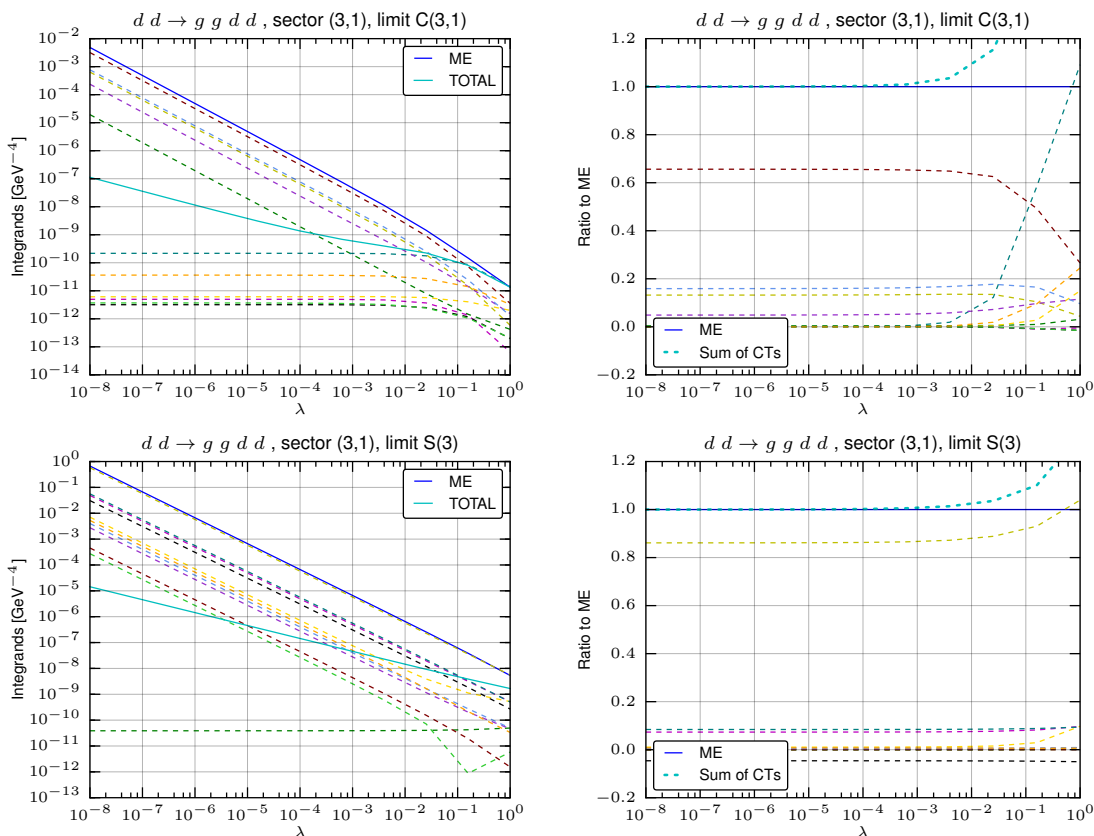 d d → g g d d , sector (3,1), limit C(3,1)
Integrands [GeV⁻⁴]
10⁻²
10⁻³
10⁻⁴
10⁻⁵
10⁻⁶
10⁻⁷
10⁻⁸
10⁻⁹
10⁻¹⁰
10⁻¹¹
10⁻¹²
10⁻¹³
10⁻¹⁴
ME
TOTAL
10⁻⁸ 10⁻⁷ 10⁻⁶ 10⁻⁵ 10⁻⁴ 10⁻³ 10⁻² 10⁻¹ 10⁰
λ
d d → g g d d , sector (3,1), limit C(3,1)
Ratio to ME
1.2
1.0
0.8
0.6
0.4
0.2
0.0
−0.2
ME
Sum of CTs
10⁻⁸ 10⁻⁷ 10⁻⁶ 10⁻⁵ 10⁻⁴ 10⁻³ 10⁻² 10⁻¹ 10⁰
λ
d d → g g d d , sector (3,1), limit S(3)
Integrands [GeV⁻⁴]
10⁰
10⁻¹
10⁻²
10⁻³
10⁻⁴
10⁻⁵
10⁻⁶
10⁻⁷
10⁻⁸
10⁻⁹
10⁻¹⁰
10⁻¹¹
10⁻¹²
10⁻¹³
ME
TOTAL
10⁻⁸ 10⁻⁷ 10⁻⁶ 10⁻⁵ 10⁻⁴ 10⁻³ 10⁻² 10⁻¹ 10⁰
λ
d d → g g d d , sector (3,1), limit S(3)
Ratio to ME
1.2
1.0
0.8
0.6
0.4
0.2
0.0
−0.2
ME
Sum of CTs
10⁻⁸ 10⁻⁷ 10⁻⁶ 10⁻⁵ 10⁻⁴ 10⁻³ 10⁻² 10⁻¹ 10⁰
λ